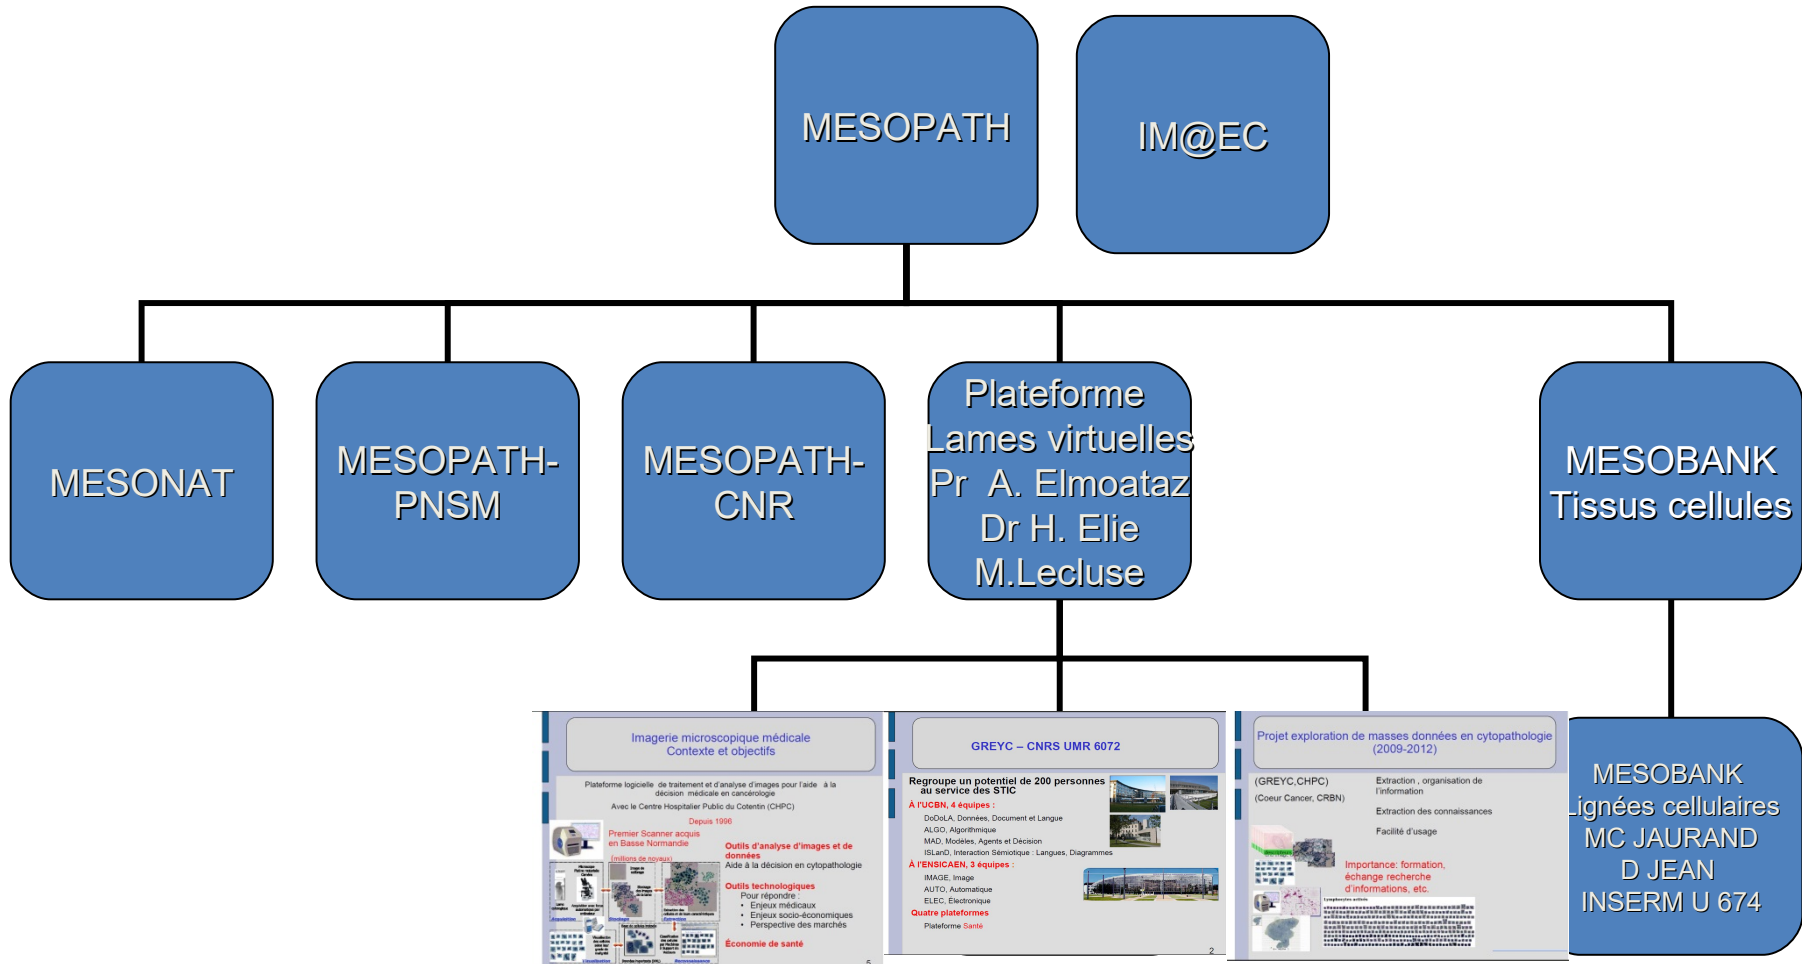 MESOPATH
IM@EC
MESONAT
MESOPATH-
PNSM
MESOPATH-
CNR
Plateforme
Lames virtuelles
Pr A. Elmoataz
Dr H. Elie
M.Lecluse
MESOBANK
Tissus cellules
Imagerie microscopique médicale
Contexte et objectifs
Plateforme logicielle de traitement et d'analyse d'images pour l'aide à la
décision médicale en cancérologie
Avec le Centre Hospitalier Public du Cotentin (CHPC)
Depuis 1996
Premier Scanner acquis
en Basse Normandie
(millions de noyaux)
Outils d'analyse d'images et de
données
Aide à la décision en cytopathologie
Outils technologiques
Pour répondre :
• Enjeux médicaux
• Enjeux socio-économiques
• Perspective des marchés
Économie de santé
5
GREYC – CNRS UMR 6072
Regroupe un potentiel de 200 personnes
au service des STIC
À l'UCBN, 4 équipes :
DoDoLA, Données, Document et Langue
ALGO, Algorithmique
MAD, Modèles, Agents et Décision
ISLanD, Interaction Sémiotique : Langues, Diagrammes
À l'ENSICAEN, 3 équipes :
IMAGE, Image
AUTO, Automatique
ELEC, Électronique
Quatre plateformes
Plateforme Santé
2
Projet exploration de masses données en cytopathologie
(2009-2012)
(GREYC,CHPC)
(Coeur Cancer, CRBN)
Extraction , organisation de
l'information
Extraction des connaissances
Facilité d'usage
Importance: formation,
échange recherche
d'informations, etc.
MESOBANK
Lignées cellulaires
MC JAURAND
D JEAN
INSERM U 674